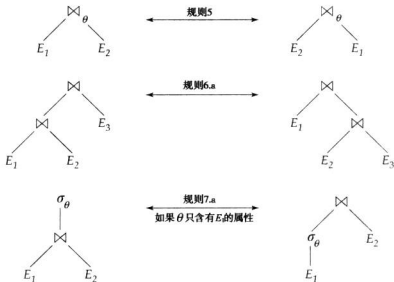 ⋈θ 规则5 ⋈θ
E1 E2 E2 E1
⋈ 规则6.a ⋈
⋈ E3 E1 ⋈
E1 E2 E2 E3
σθ 规则7.a ⋈
如果θ只含有E1的属性
⋈ σθ E2
E1 E2 E1